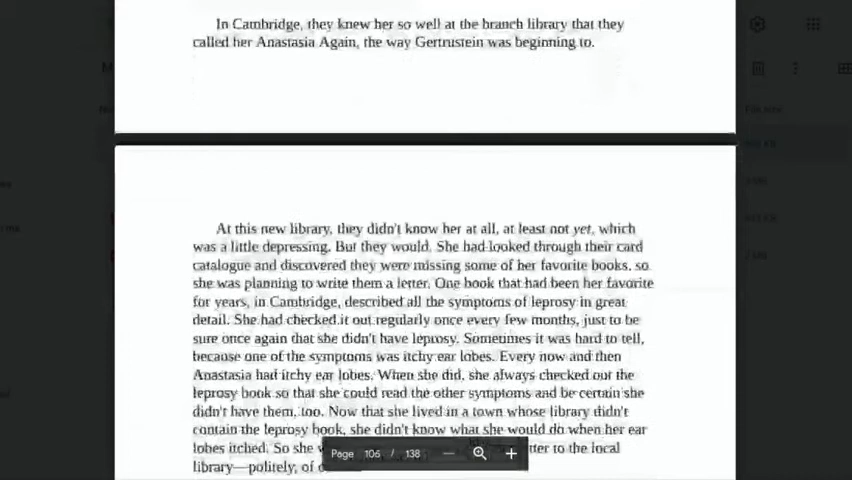 In Cambridge, they knew her so well at the branch library that they
called her Anastasia Again, the way Gertrustein was beginning to.
At this new library, they didn't know her at all, at least not yet, which
was a little depressing. But they would. She had looked through their card
catalogue and discovered they were missing some of her favorite books, so
she was planning to write them a letter. One book that had been her favorite
for years, in Cambridge, described all the symptoms of leprosy in great
detail. She had checked it out regularly once every few months, just to be
sure once again that she didn't have leprosy. Sometimes it was hard to tell,
because one of the symptoms was itchy ear lobes. Every now and then
Anastasia had itchy ear lobes. When she did, she always checked out the
leprosy book so that she could read the other symptoms and be certain she
didn't have them, too. Now that she lived in a town whose library didn't
contain the leprosy book, she didn't know what she would do when her ear
lobes itched. So she tter to the local
library—politely, of
Page 106 / 138